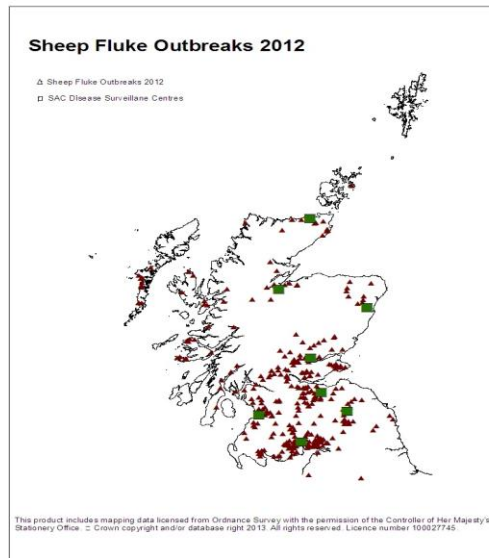 Sheep Fluke Outbreaks 2012
Sheep Fluke Outbreaks 2012
SAC Disease Surveillane Centres
This product includes mapping data licensed from Ordnance Survey with the permission of the Controller of Her Majesty's
Stationery Office. © Crown copyright and/or database right 2013. All rights reserved. Licence number 100027745.